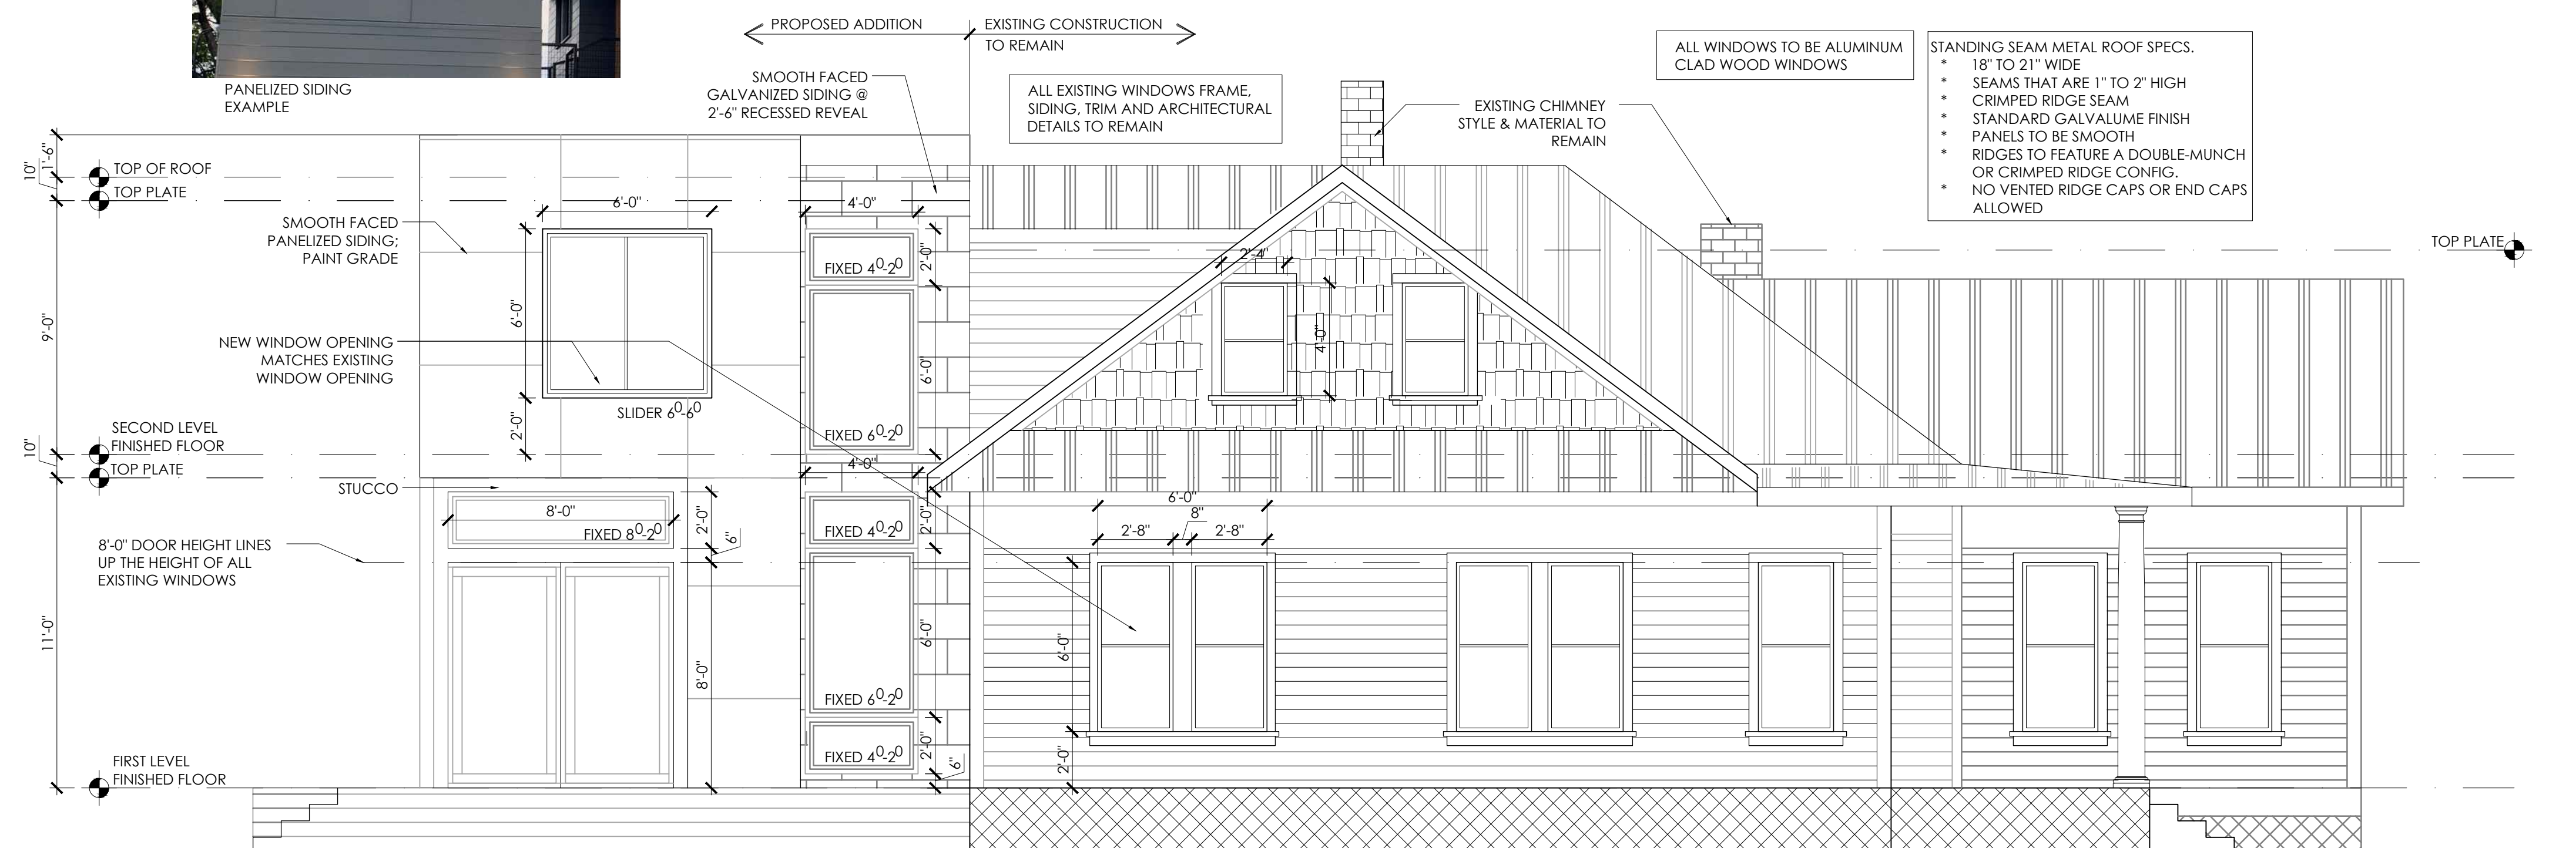 PROPOSED ADDITION
EXISTING CONSTRUCTION
TO REMAIN
PANELIZED SIDING
EXAMPLE
SMOOTH FACED
GALVANIZED SIDING @
2'-6" RECESSED REVEAL
ALL EXISTING WINDOWS FRAME,
SIDING, TRIM AND ARCHITECTURAL
DETAILS TO REMAIN
EXISTING CHIMNEY
STYLE & MATERIAL TO
REMAIN
ALL WINDOWS TO BE ALUMINUM
CLAD WOOD WINDOWS
STANDING SEAM METAL ROOF SPECS.
* 18" TO 21" WIDE
* SEAMS THAT ARE 1" TO 2" HIGH
* CRIMPED RIDGE SEAM
* STANDARD GALVALUME FINISH
* PANELS TO BE SMOOTH
* RIDGES TO FEATURE A DOUBLE-MUNCH
OR CRIMPED RIDGE CONFIG.
* NO VENTED RIDGE CAPS OR END CAPS
ALLOWED
10"
1'-6"
TOP OF ROOF
TOP PLATE
SMOOTH FACED
PANELIZED SIDING;
PAINT GRADE
6'-0"
4'-0"
FIXED 4⁰-2⁰
2'-0"
2'-4"
TOP PLATE
9'-0"
6'-0"
NEW WINDOW OPENING
MATCHES EXISTING
WINDOW OPENING
6'-0"
4'-0"
SLIDER 6⁰-6⁰
2'-0"
FIXED 6⁰-2⁰
10"
SECOND LEVEL
FINISHED FLOOR
TOP PLATE
4'-0"
STUCCO
8'-0"
FIXED 8⁰-2⁰
2'-0"
6"
FIXED 4⁰-2⁰
2'-0"
6'-0"
8"
2'-8"
2'-8"
8'-0" DOOR HEIGHT LINES
UP THE HEIGHT OF ALL
EXISTING WINDOWS
11'-0"
8'-0"
6'-0"
6'-0"
FIXED 6⁰-2⁰
FIXED 4⁰-2⁰
2'-0"
6"
2'-0"
FIRST LEVEL
FINISHED FLOOR